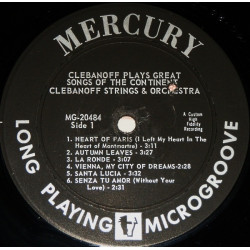 MERCURY
CLEBANOFF PLAYS GREAT
SONGS OF THE CONTINENT
CLEBANOFF STRINGS & ORCHESTRA
MG-20484
Side 1
A Custom
High
Fidelity
Recording
1- HEART OF PARIS (I Left My Heart In The
Heart of Montmartre) - 3:11
2- AUTUMN LEAVES - 3:27
3- LA RONDE - 3:17
4- VIENNA, MY CITY OF DREAMS-2:28
5- SANTA LUCIA - 3:32
6- SENZA TU AMOR (Without Your
Love) - 2:31
LONG PLAYING MICROGROOVE